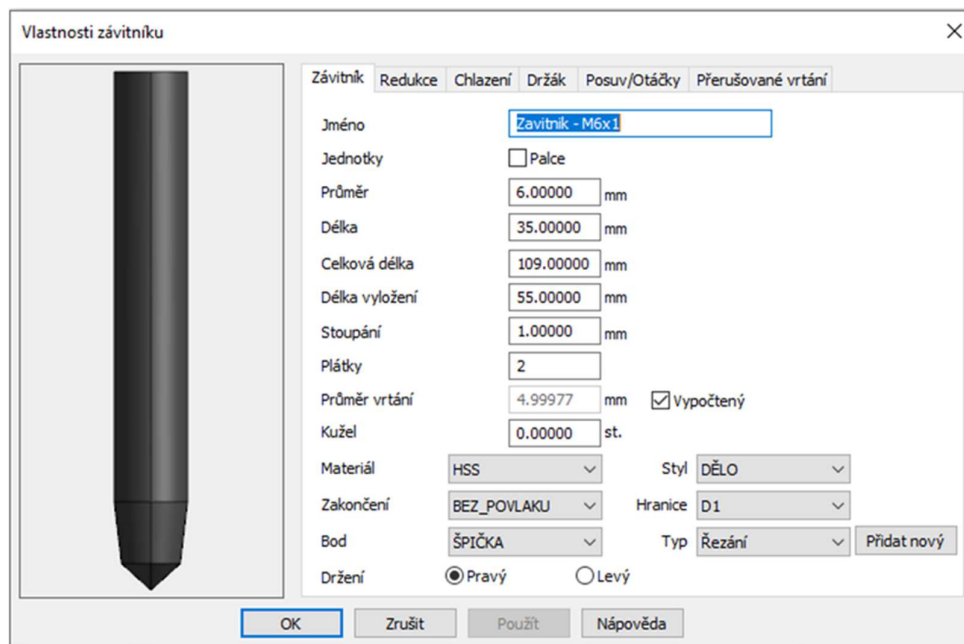 Vlastnosti závitníku
Závitník Redukce Chlazení Držák Posuv/Otáčky Přerušované vrtání
Jméno Zavitnik - M6x1
Jednotky Palce
Průměr 6.00000 mm
Délka 35.00000 mm
Celková délka 109.00000 mm
Délka vyložení 55.00000 mm
Stoupání 1.00000 mm
Plátky 2
Průměr vrtání 4.99977 mm Vypočtený
Kužel 0.00000 st.
Materiál HSS Styl DĚLO
Zakončení BEZ_POVLAKU Hranice D1
Bod ŠPIČKA Typ Řezání Přidat nový
Držení Pravý Levý
OK Zrušit Použít Nápověda